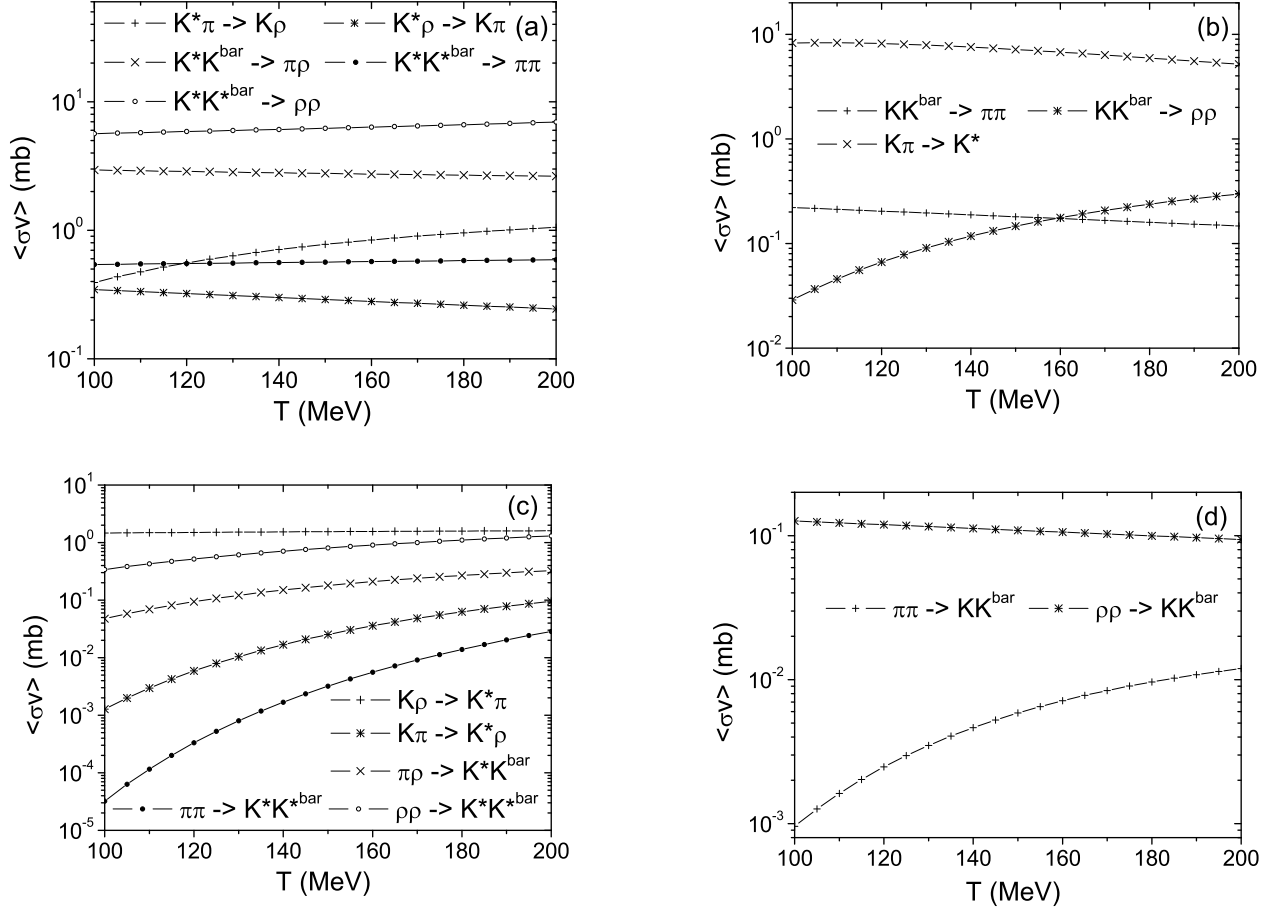 K*π -> Kρ K*ρ -> Kπ (a)
K*K^bar -> πρ K*K*^bar -> ππ
K*K*^bar -> ρρ
10^1
10^0
10^-1
<σv> (mb)
100 120 140 160 180 200
T (MeV)
(b)
KK^bar -> ππ KK^bar -> ρρ
Kπ -> K*
10^1
10^0
10^-1
10^-2
<σv> (mb)
100 120 140 160 180 200
T (MeV)
(c)
10^1
10^0
10^-1
10^-2
10^-3
10^-4
10^-5
<σv> (mb)
Kρ -> K*π
Kπ -> K*ρ
πρ -> K*K^bar
ππ -> K*K*^bar ρρ -> K*K*^bar
100 120 140 160 180 200
T (MeV)
(d)
ππ -> KK^bar ρρ -> KK^bar
10^-1
10^-2
10^-3
<σv> (mb)
100 120 140 160 180 200
T (MeV)